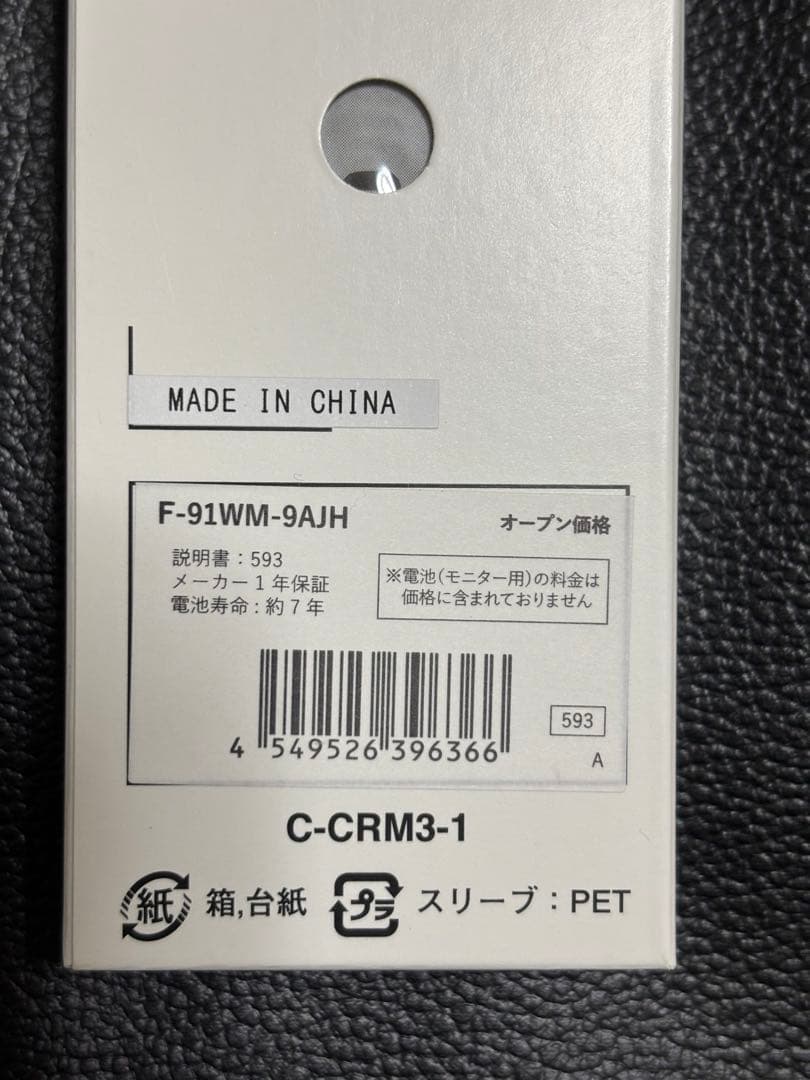 MADE IN CHINA
F-91WM-9AJH
オープン価格
説明書：593
メーカー1年保証
電池寿命：約7年
※電池(モニター用)の料金は
価格に含まれておりません
4 549526 396366
593
A
C-CRM3-1
紙 箱,台紙 プラ スリーブ：PET